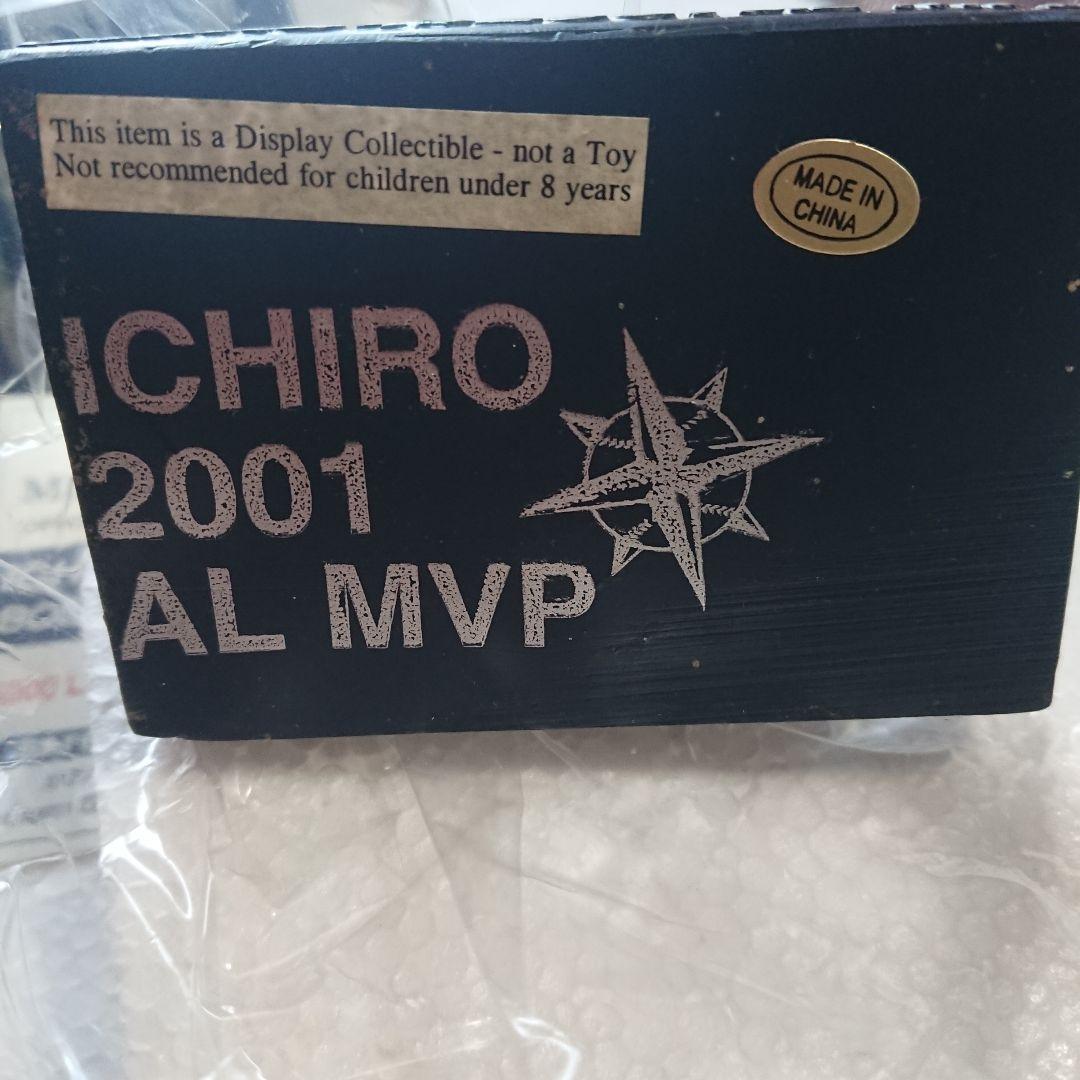 This item is a Display Collectible - not a Toy
Not recommended for children under 8 years
MADE IN
CHINA
ICHIRO
2001
AL MVP